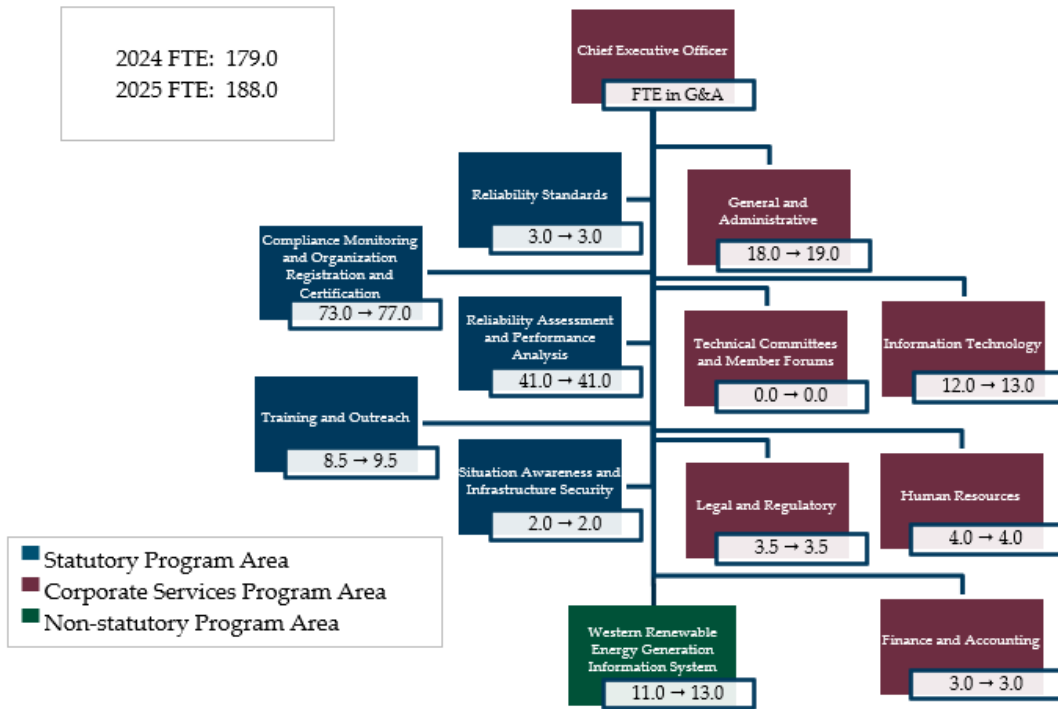 2024 FTE: 179.0
2025 FTE: 188.0
Chief Executive Officer
FTE in G&A
Reliability Standards
3.0 → 3.0
General and
Administrative
18.0 → 19.0
Compliance Monitoring
and Organization
Registration and
Certification
73.0 → 77.0
Reliability Assessment
and Performance
Analysis
41.0 → 41.0
Technical Committees
and Member Forums
0.0 → 0.0
Information Technology
12.0 → 13.0
Training and Outreach
8.5 → 9.5
Situation Awareness and
Infrastructure Security
2.0 → 2.0
Legal and Regulatory
3.5 → 3.5
Human Resources
4.0 → 4.0
Statutory Program Area
Corporate Services Program Area
Non-statutory Program Area
Western Renewable
Energy Generation
Information System
11.0 → 13.0
Finance and Accounting
3.0 → 3.0